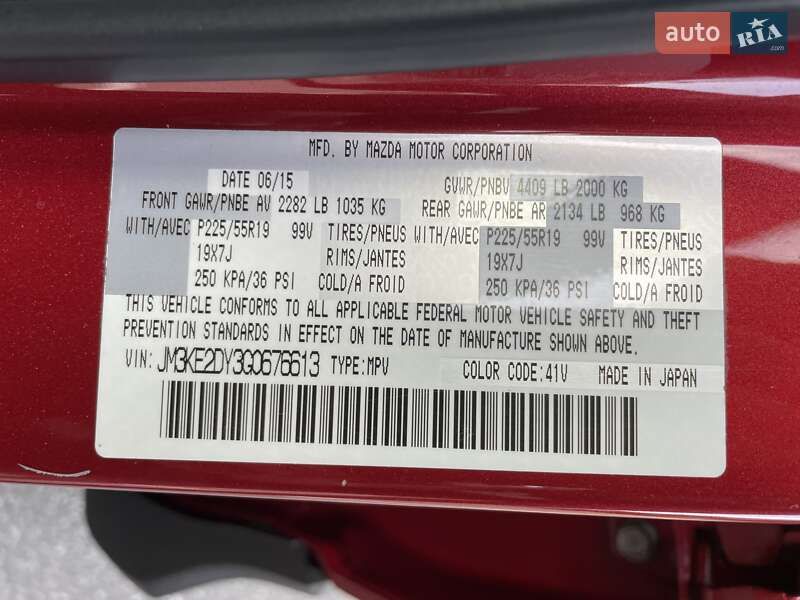 auto RIA
MFD. BY MAZDA MOTOR CORPORATION
DATE 06/15 GVWR/PNBV 4409 LB 2000 KG
FRONT GAWR/PNBE AV 2282 LB 1035 KG REAR GAWR/PNBE AR 2134 LB 968 KG
WITH/AVEC P225/55R19 99V TIRES/PNEUS WITH/AVEC P225/55R19 99V TIRES/PNEUS
19X7J RIMS/JANTES 19X7J RIMS/JANTES
250 KPA/36 PSI COLD/A FROID 250 KPA/36 PSI COLD/A FROID
THIS VEHICLE CONFORMS TO ALL APPLICABLE FEDERAL MOTOR VEHICLE SAFETY AND THEFT
PREVENTION STANDARDS IN EFFECT ON THE DATE OF MANUFACTURE SHOWN ABOVE.
VIN: JM3KE2DY3G0676613 TYPE:MPV COLOR CODE:41V MADE IN JAPAN